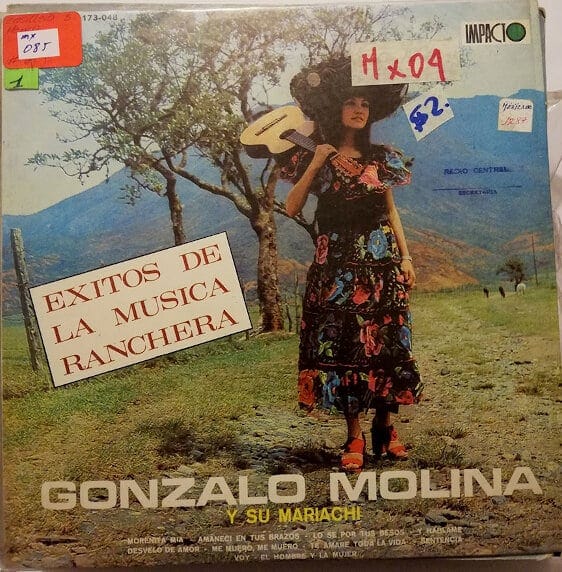 173-048
mx
085
1
IMPACTO
Mx04
$2.
RADIO CENTRAL
EXITOS DE
LA MUSICA
RANCHERA
GONZALO MOLINA
Y SU MARIACHI
MORENITA MIA - AMANECI EN TUS BRAZOS - LO SE POR TUS BESOS - Y HABLAME
DESVELO DE AMOR - ME MUERO, ME MUERO - TE AMARE TODA LA VIDA - SENTENCIA
VOY - EL HOMBRE Y LA MUJER